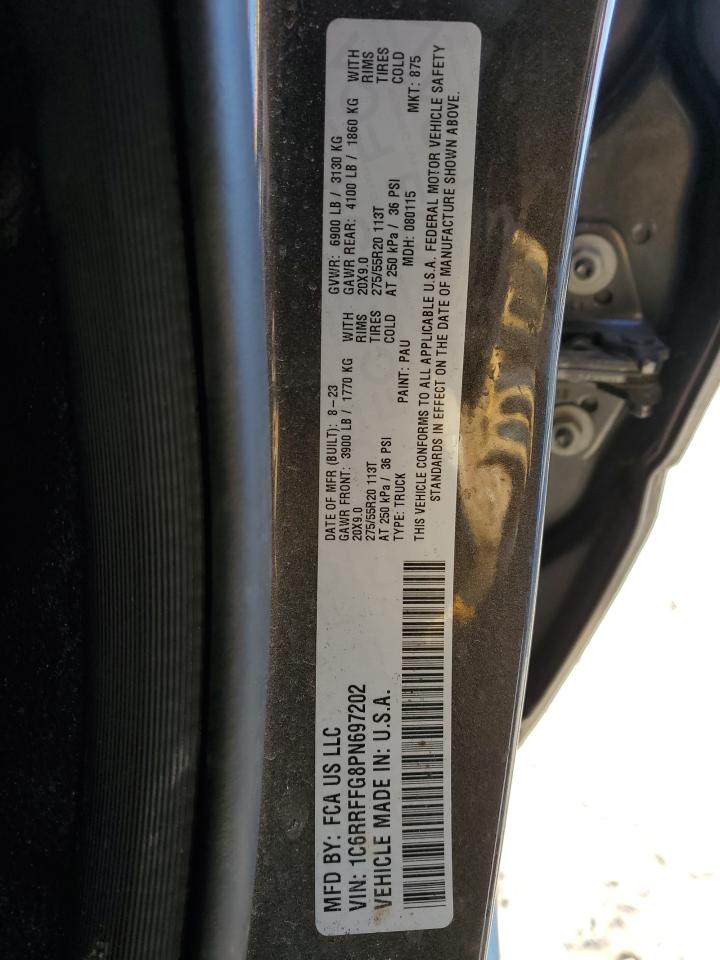 MFD BY: FCA US LLC
VIN: 1C6RRFFG8PN697202
VEHICLE MADE IN: U.S.A.
DATE OF MFR (BUILT): 8-23
GAWR FRONT: 3900 LB / 1770 KG WITH
20X9.0 RIMS
275/55R20 113T TIRES
AT 250 kPa / 36 PSI COLD
TYPE: TRUCK
GVWR: 6900 LB / 3130 KG
GAWR REAR: 4100 LB / 1860 KG WITH
20X9.0 RIMS
275/55R20 113T TIRES
AT 250 kPa / 36 PSI COLD
PAINT: PAU MDH: 080115 MKT: 875
THIS VEHICLE CONFORMS TO ALL APPLICABLE U.S.A. FEDERAL MOTOR VEHICLE SAFETY
STANDARDS IN EFFECT ON THE DATE OF MANUFACTURE SHOWN ABOVE.